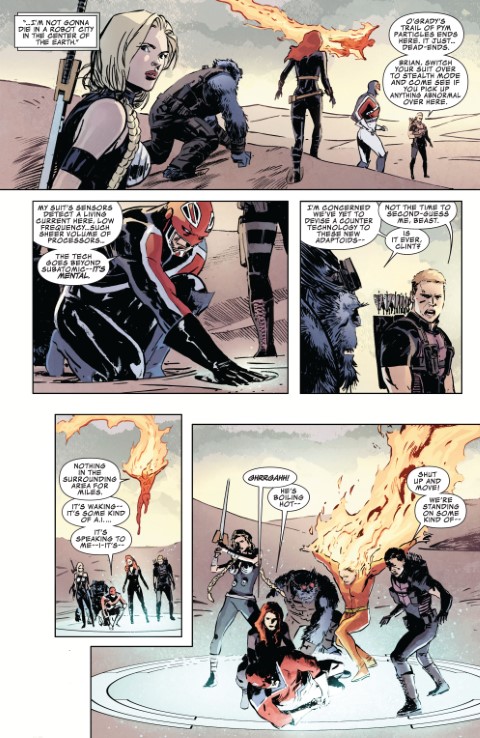 "...I'M NOT GONNA
DIE IN A ROBOT CITY
IN THE CENTER OF
THE EARTH."
O'GRADY'S
TRAIL OF PYM
PARTICLES ENDS
HERE. IT JUST..
DEAD-ENDS.
BRIAN, SWITCH
YOUR SUIT OVER
TO STEALTH MODE
AND COME SEE IF
YOU PICK UP
ANYTHING ABNORMAL
OVER HERE.
MY SUIT'S SENSORS
DETECT A LIVING
CURRENT HERE. LOW
FREQUENCY..SUCH
SHEER VOLUME OF
PROCESSORS..
THE TECH
GOES BEYOND
SUBATOMIC--IT'S
MENTAL.
I'M CONCERNED
WE'VE YET TO
DEVISE A COUNTER
TECHNOLOGY TO
THESE NEW
ADAPTOIDS--
NOT THE TIME TO
SECOND-GUESS
ME, BEAST.
IS
IT EVER,
CLINT?
NOTHING
IN THE
SURROUNDING
AREA FOR
MILES.
IT'S WAKING--
IT'S SOME KIND
OF A.I....
IT'S
SPEAKING TO
ME--I-IT'S--
GHRRGAHH!
HE'S
BOILING
HOT--
SHUT
UP AND
MOVE!
WE'RE
STANDING
ON SOME
KIND OF--